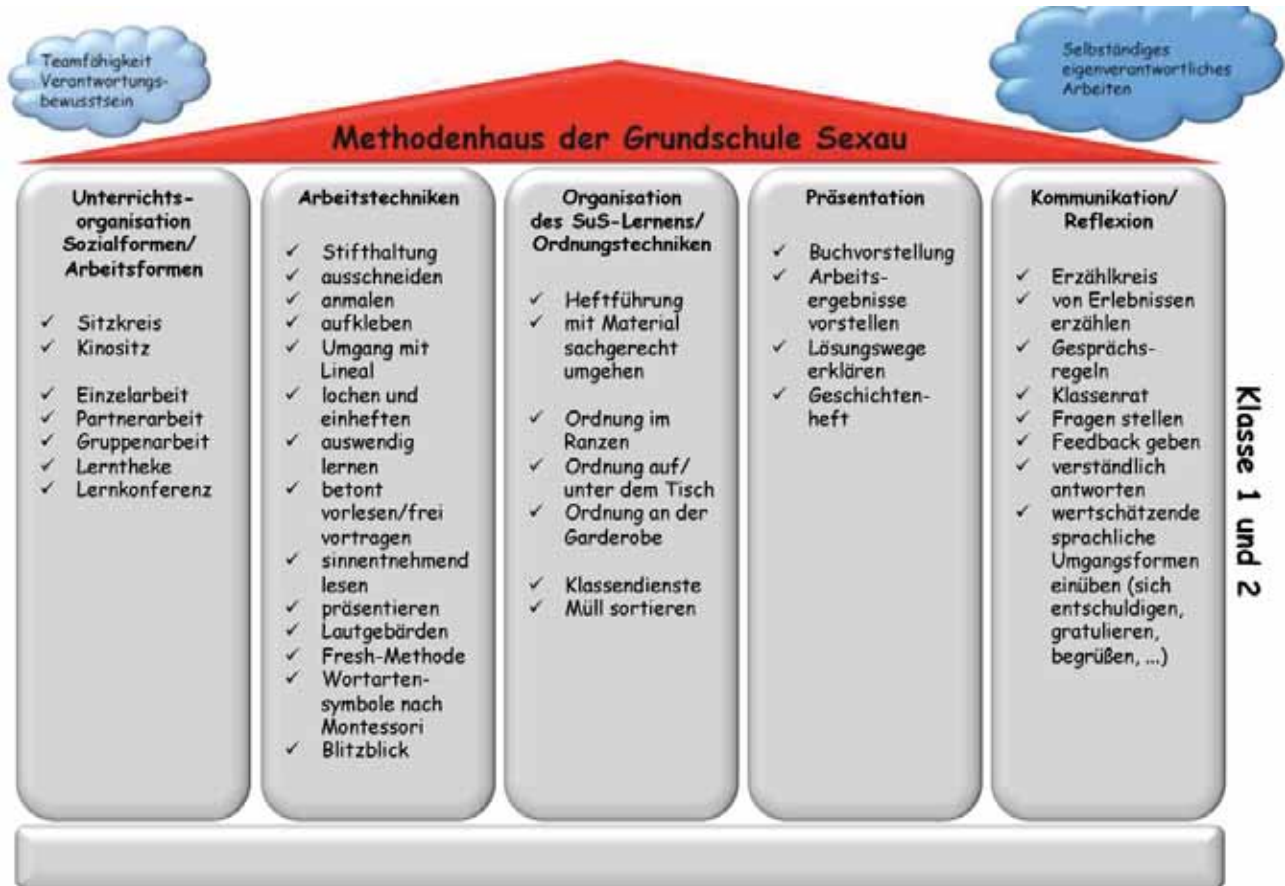 Teamfähigkeit
Verantwortungs-
bewusstsein
Selbständiges
eigenverantwortliches
Arbeiten
Methodenhaus der Grundschule Sexau
Unterrichts-
organisation
Sozialformen/
Arbeitsformen
✓ Sitzkreis
✓ Kinositz
✓ Einzelarbeit
✓ Partnerarbeit
✓ Gruppenarbeit
✓ Lerntheke
✓ Lernkonferenz
Arbeitstechniken
✓ Stifthaltung
✓ ausschneiden
✓ anmalen
✓ aufkleben
✓ Umgang mit
Lineal
✓ lochen und
einheften
✓ auswendig
lernen
✓ betont
vorlesen/frei
vortragen
✓ sinnentnehmend
lesen
✓ präsentieren
✓ Lautgebärden
✓ Fresh-Methode
✓ Wortarten-
symbole nach
Montessori
✓ Blitzblick
Organisation
des SuS-Lernens/
Ordnungstechniken
✓ Heftführung
✓ mit Material
sachgerecht
umgehen
✓ Ordnung im
Ranzen
✓ Ordnung auf/
unter dem Tisch
✓ Ordnung an der
Garderobe
✓ Klassendienste
✓ Müll sortieren
Präsentation
✓ Buchvorstellung
✓ Arbeits-
ergebnisse
vorstellen
✓ Lösungswege
erklären
✓ Geschichten-
heft
Kommunikation/
Reflexion
✓ Erzählkreis
✓ von Erlebnissen
erzählen
✓ Gesprächs-
regeln
✓ Klassenrat
✓ Fragen stellen
✓ Feedback geben
✓ verständlich
antworten
✓ wertschätzende
sprachliche
Umgangsformen
einüben (sich
entschuldigen,
gratulieren,
begrüßen, ...)
Klasse 1 und 2